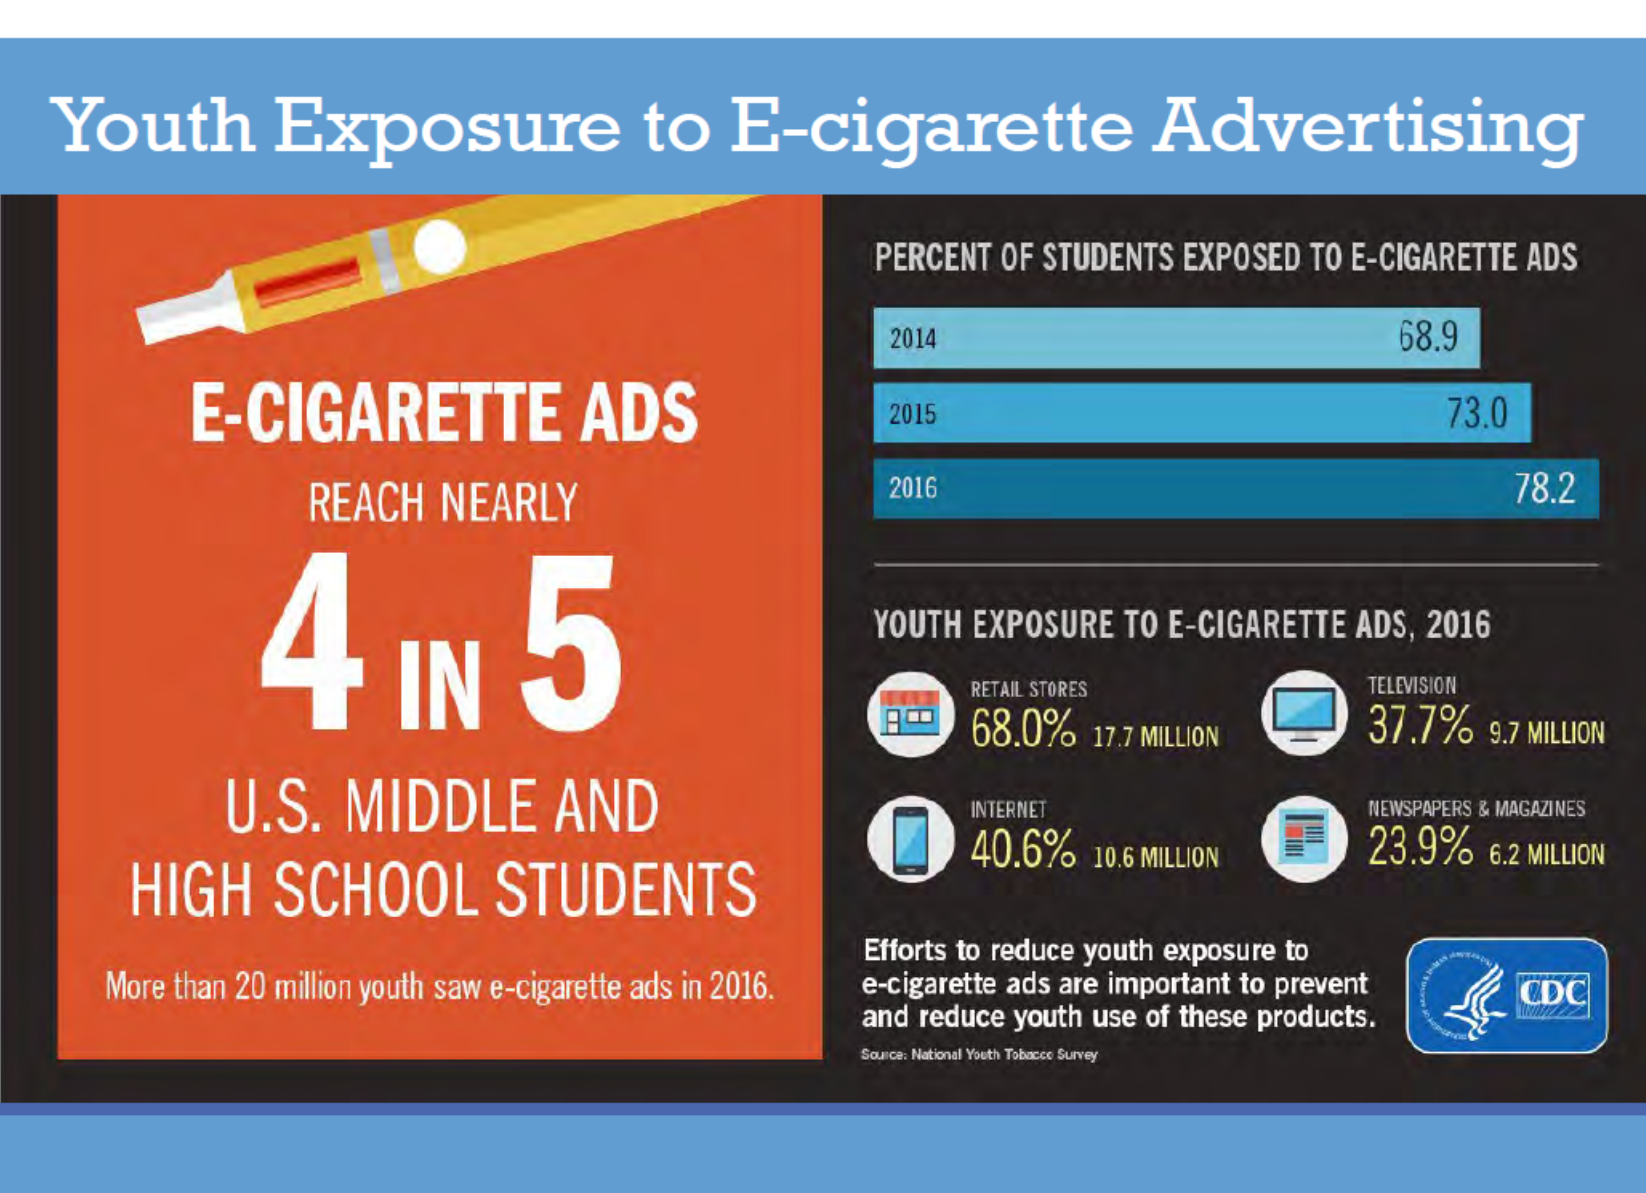 Youth Exposure to E-cigarette Advertising
E-CIGARETTE ADS
REACH NEARLY
4 IN 5
U.S. MIDDLE AND
HIGH SCHOOL STUDENTS
More than 20 million youth saw e-cigarette ads in 2016.
PERCENT OF STUDENTS EXPOSED TO E-CIGARETTE ADS
2014 68.9
2015 73.0
2016 78.2
YOUTH EXPOSURE TO E-CIGARETTE ADS, 2016
RETAIL STORES
68.0% 17.7 MILLION
TELEVISION
37.7% 9.7 MILLION
INTERNET
40.6% 10.6 MILLION
NEWSPAPERS & MAGAZINES
23.9% 6.2 MILLION
Efforts to reduce youth exposure to
e-cigarette ads are important to prevent
and reduce youth use of these products.
Source: National Youth Tobacco Survey
CDC